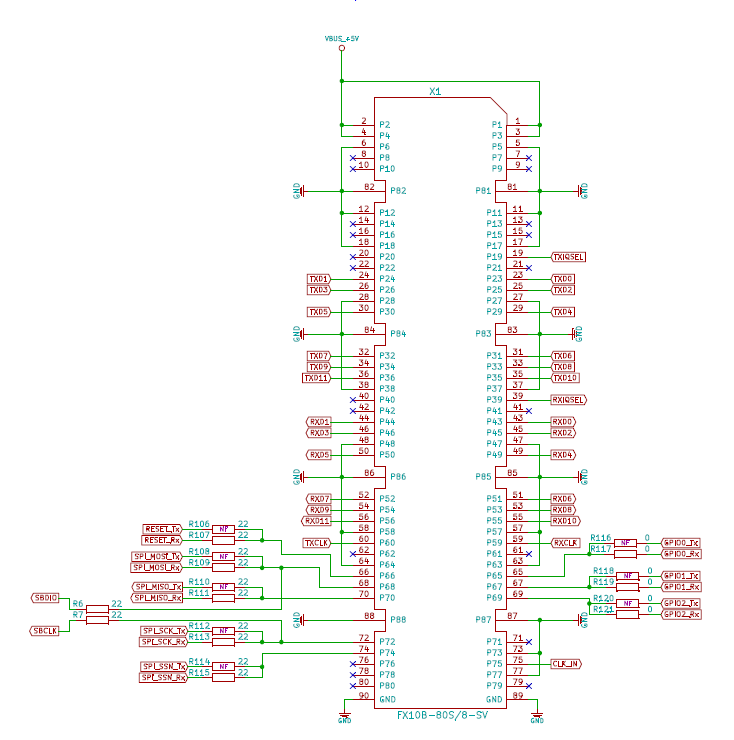 VBUS_+5V
X1
2 P2 P1 1
4 P4 P3 3
6 P6 P5 5
8 P8 P7 7
10 P10 P9 9
GND 82 P82 P81 81 GND
12 P12 P11 11
14 P14 P13 13
16 P16 P15 15
18 P18 P17 17
20 P20 P19 19 TXIQSEL
22 P22 P21 21
TXD1 24 P24 P23 23 TXD0
TXD3 26 P26 P25 25 TXD2
28 P28 P27 27
TXD5 30 P30 P29 29 TXD4
GND 84 P84 P83 83 GND
TXD7 32 P32 P31 31 TXD6
TXD9 34 P34 P33 33 TXD8
TXD11 36 P36 P35 35 TXD10
38 P38 P37 37
40 P40 P39 39 RXIQSEL
42 P42 P41 41
RXD1 44 P44 P43 43 RXD0
RXD3 46 P46 P45 45 RXD2
48 P48 P47 47
RXD5 50 P50 P49 49 RXD4
GND 86 P86 P85 85 GND
RXD7 52 P52 P51 51 RXD6
RXD9 54 P54 P53 53 RXD8
RXD11 56 P56 P55 55 RXD10
RESET_Tx R106 NF 22 58 P58 P57 57
RESET_Rx R107 22 TXCLK 60 P60 P59 59 RXCLK R116 NF 0 GPIO0_Tx
SPI_MOSI_Tx R108 NF 22 62 P62 P61 61 R117 0 GPIO0_Rx
SPI_MOSI_Rx R109 22 64 P64 P63 63
66 P66 P65 65 R118 NF 0 GPIO1_Tx
SPI_MISO_Tx R110 NF 22 68 P68 P67 67 R119 0 GPIO1_Rx
SPI_MISO_Rx R111 22 70 P70 P69 69 R120 NF 0 GPIO2_Tx
SBDIO R6 22 R121 0 GPIO2_Rx
SBCLK R7 22 GND 88 P88 P87 87 GND
SPI_SCK_Tx R112 NF 22
SPI_SCK_Rx R113 22 72 P72 P71 71
74 P74 P73 73
SPI_SSN_Tx R114 NF 22 76 P76 P75 75 CLK_IN
SPI_SSN_Rx R115 22 78 P78 P77 77
80 P80 P79 79
90 GND GND 89
GND FX10B-80S/8-SV GND